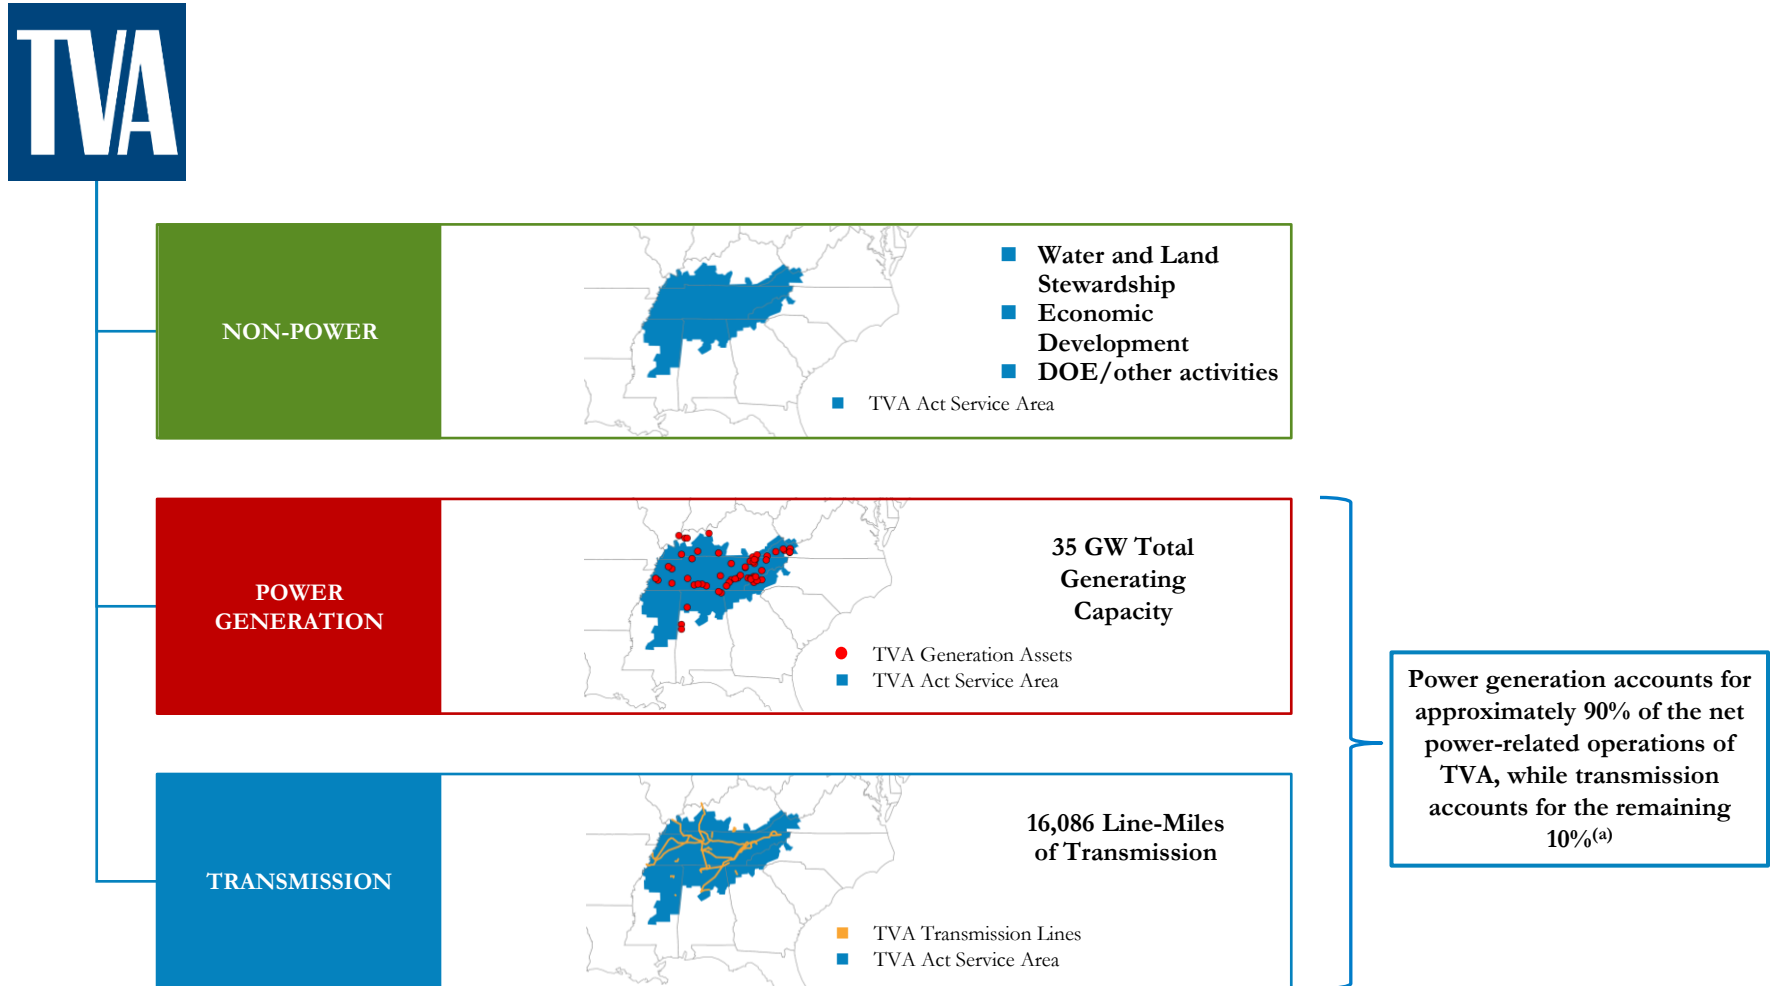 TVA
NON-POWER
Water and Land
Stewardship
Economic
Development
DOE/other activities
TVA Act Service Area
POWER
GENERATION
35 GW Total
Generating
Capacity
TVA Generation Assets
TVA Act Service Area
TRANSMISSION
16,086 Line-Miles
of Transmission
TVA Transmission Lines
TVA Act Service Area
Power generation accounts for
approximately 90% of the net
power-related operations of
TVA, while transmission
accounts for the remaining
10%(a)